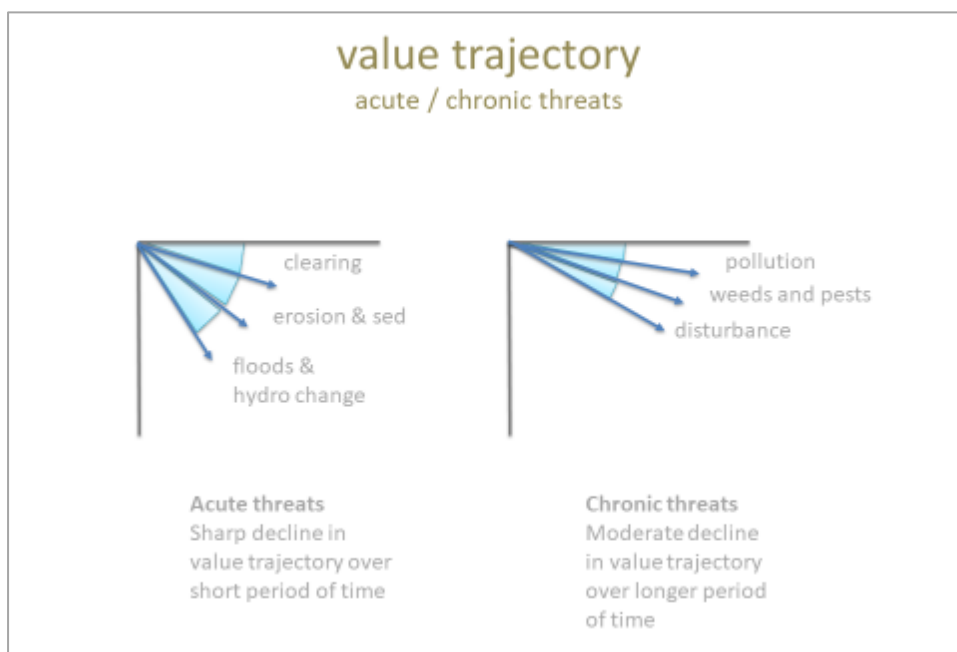 value trajectory
acute / chronic threats
clearing
erosion & sed
floods &
hydro change
pollution
weeds and pests
disturbance
Acute threats
Sharp decline in
value trajectory over
short period of time
Chronic threats
Moderate decline
in value trajectory
over longer period
of time